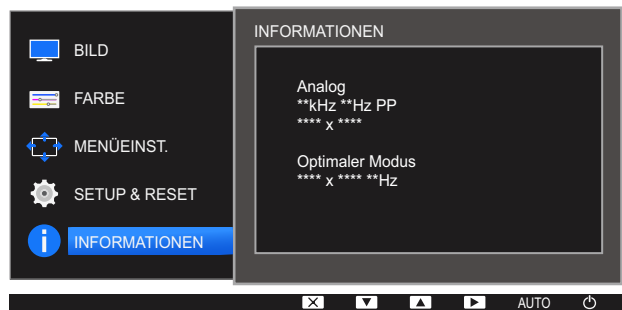 BILD
FARBE
MENÜEINST.
SETUP & RESET
INFORMATIONEN
INFORMATIONEN
Analog
**kHz **Hz PP
**** x ****
Optimaler Modus
**** x **** **Hz
AUTO